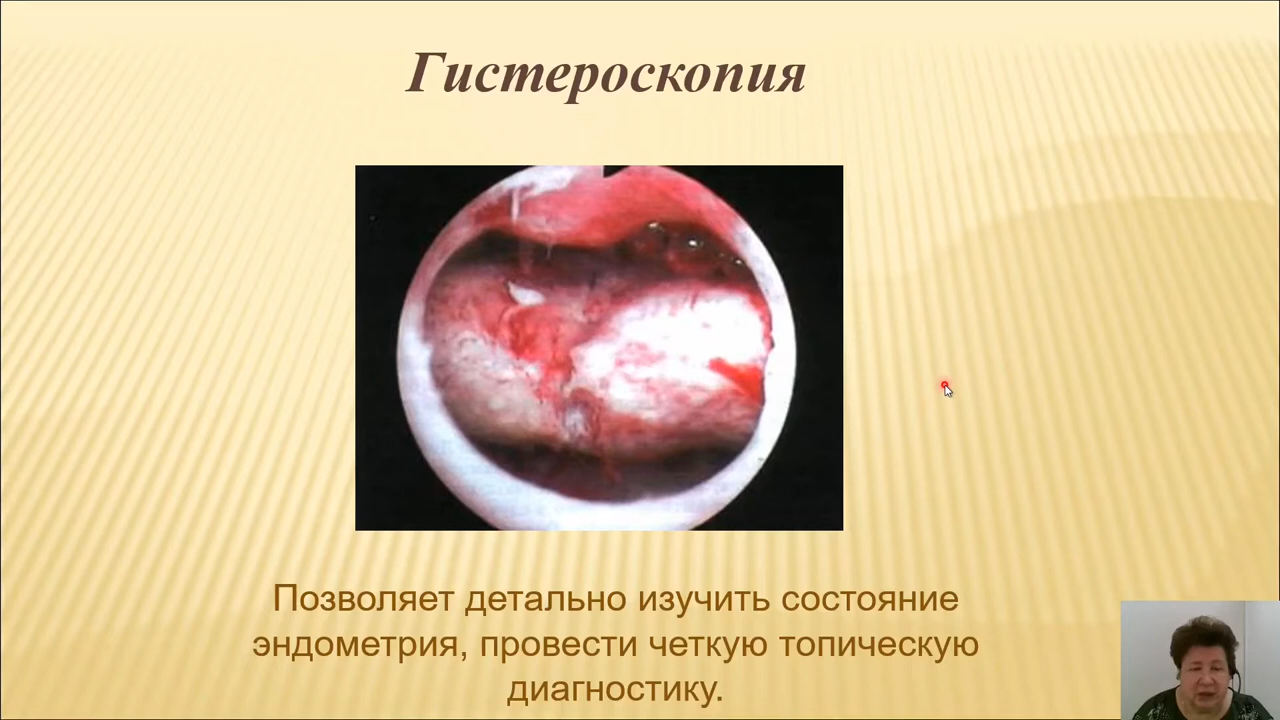 Гистероскопия
Позволяет детально изучить состояние
эндометрия, провести четкую топическую
диагностику.